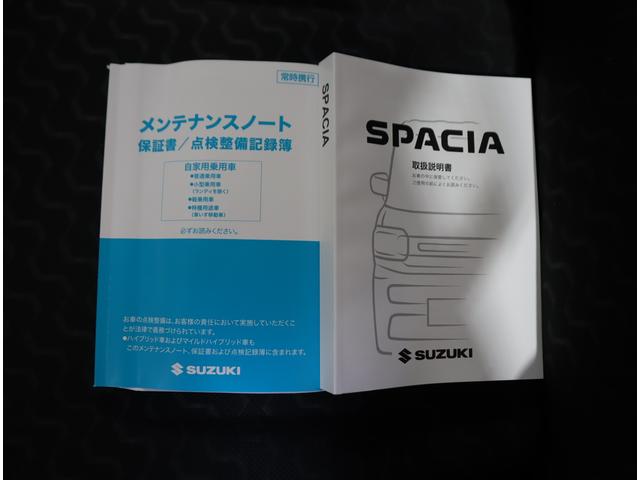 常時携行
メンテナンスノート
保証書／点検整備記録簿
自家用乗用車
●普通乗用車
●小型乗用車
(ランディを除く)
●軽乗用車
●特種用途車
(車いす移動車)
必ずお読みください。
お車の点検整備は、お客様の責任において実施していただくこ
とが法律で義務づけられています。
●ハイブリッド車およびマイルドハイブリッド車も
このメンテナンスノート、保証書および点検記録簿に含まれます。
SUZUKI
SPACIA
SPACIA
取扱説明書
お車の中に保管してください。
ご使用の前によくお読みください。
SUZUKI